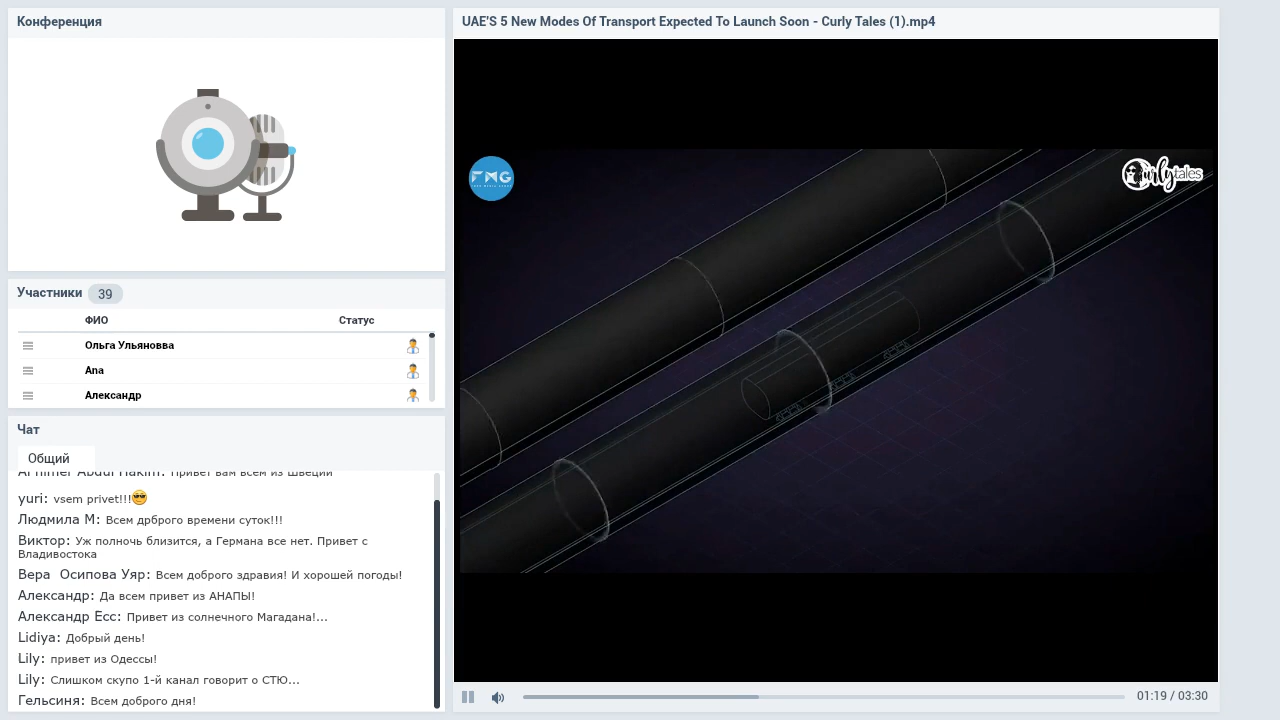 Конференция
UAE'S 5 New Modes Of Transport Expected To Launch Soon - Curly Tales (1).mp4
FMG
Curly tales
Участники 39
ФИО Статус
Ольга Ульяновва
Ana
Александр
Чат
Общий
Привет вам всем из Швеции
yuri: vsem privet!!!
Людмила М: Всем дрброго времени суток!!!
Виктор: Уж полночь близится, а Германа все нет. Привет с
Владивостока
Вера Осипова Уяр: Всем доброго здравия! И хорошей погоды!
Александр: Да всем привет из АНАПЫ!
Александр Есс: Привет из солнечного Магадана!...
Lidiya: Добрый день!
Lily: привет из Одессы!
Lily: Слишком скупо 1-й канал говорит о СТЮ...
Гельсиня: Всем доброго дня!
01:19 / 03:30